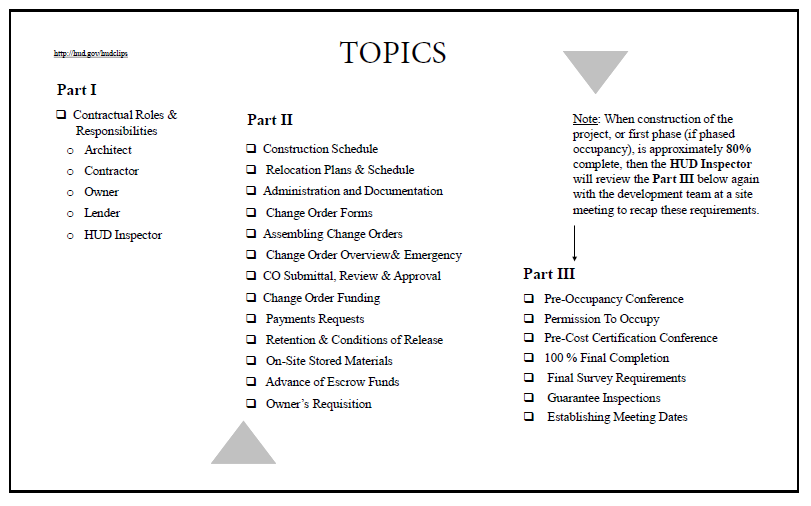 http://hud.gov/hudclips
TOPICS
Part I
❑ Contractual Roles &
Responsibilities
o Architect
o Contractor
o Owner
o Lender
o HUD Inspector
Part II
❑ Construction Schedule
❑ Relocation Plans & Schedule
❑ Administration and Documentation
❑ Change Order Forms
❑ Assembling Change Orders
❑ Change Order Overview& Emergency
❑ CO Submittal, Review & Approval
❑ Change Order Funding
❑ Payments Requests
❑ Retention & Conditions of Release
❑ On-Site Stored Materials
❑ Advance of Escrow Funds
❑ Owner’s Requisition
Note: When construction of the
project, or first phase (if phased
occupancy), is approximately 80%
complete, then the HUD Inspector
will review the Part III below again
with the development team at a site
meeting to recap these requirements.
Part III
❑ Pre-Occupancy Conference
❑ Permission To Occupy
❑ Pre-Cost Certification Conference
❑ 100 % Final Completion
❑ Final Survey Requirements
❑ Guarantee Inspections
❑ Establishing Meeting Dates